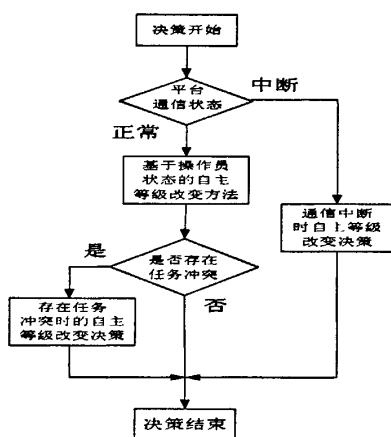 决策开始
平台
通信状态
中断
正常
基于操作员
状态的自主
等级改变方法
通信中断
时自主等级
改变决策
是
是否存在
任务冲突
否
存在任务
冲突时的自主
等级改变决策
决策结束